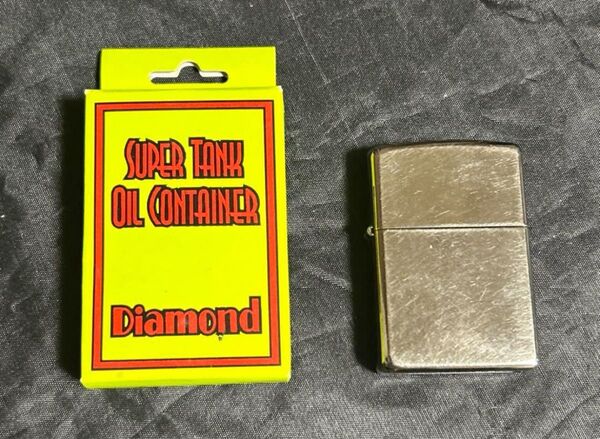 SUPER TANK
OIL CONTAINER
Diamond